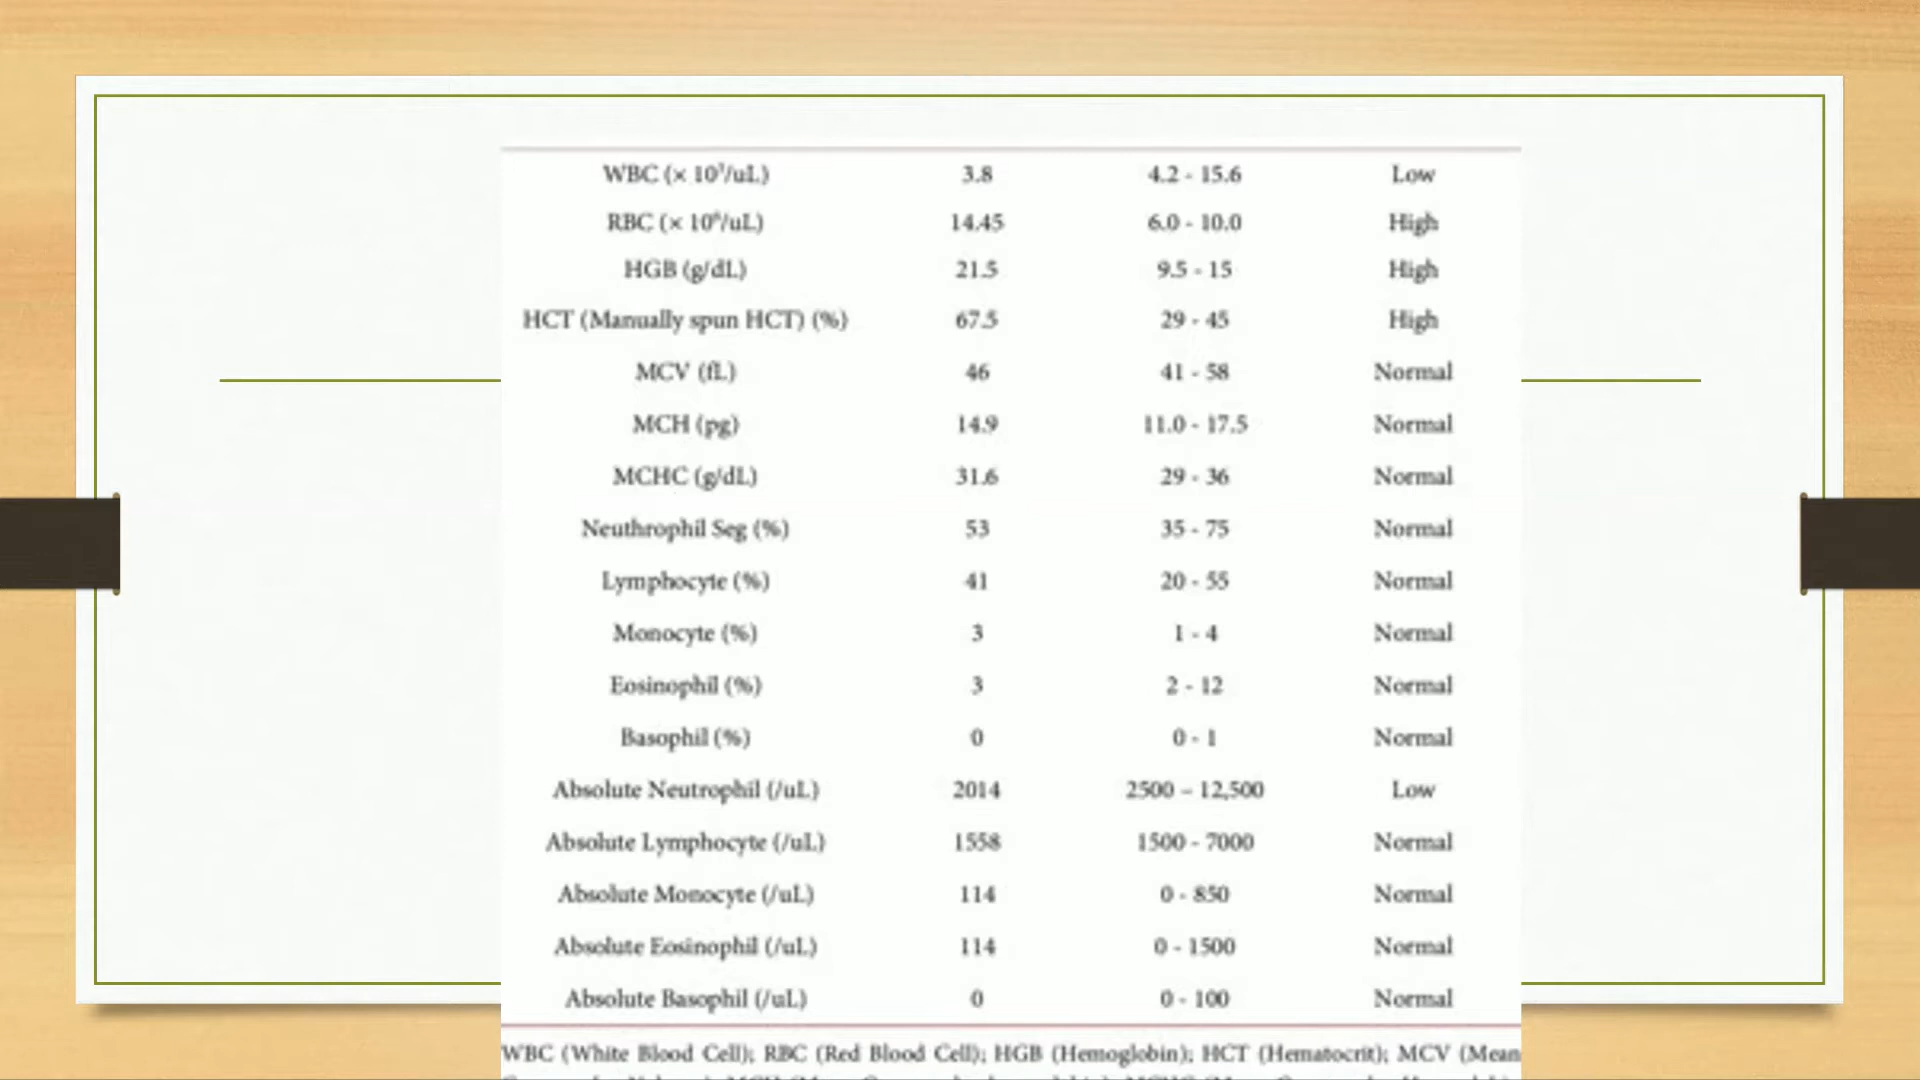 WBC (× 10³/uL) 3.8 4.2 - 15.6 Low
RBC (× 10⁶/uL) 14.45 6.0 - 10.0 High
HGB (g/dL) 21.5 9.5 - 15 High
HCT (Manually spun HCT) (%) 67.5 29 - 45 High
MCV (fL) 46 41 - 58 Normal
MCH (pg) 14.9 11.0 - 17.5 Normal
MCHC (g/dL) 31.6 29 - 36 Normal
Neuthrophil Seg (%) 53 35 - 75 Normal
Lymphocyte (%) 41 20 - 55 Normal
Monocyte (%) 3 1 - 4 Normal
Eosinophil (%) 3 2 - 12 Normal
Basophil (%) 0 0 - 1 Normal
Absolute Neutrophil (/uL) 2014 2500 – 12,500 Low
Absolute Lymphocyte (/uL) 1558 1500 - 7000 Normal
Absolute Monocyte (/uL) 114 0 - 850 Normal
Absolute Eosinophil (/uL) 114 0 - 1500 Normal
Absolute Basophil (/uL) 0 0 - 100 Normal
WBC (White Blood Cell); RBC (Red Blood Cell); HGB (Hemoglobin); HCT (Hematocrit); MCV (Mean